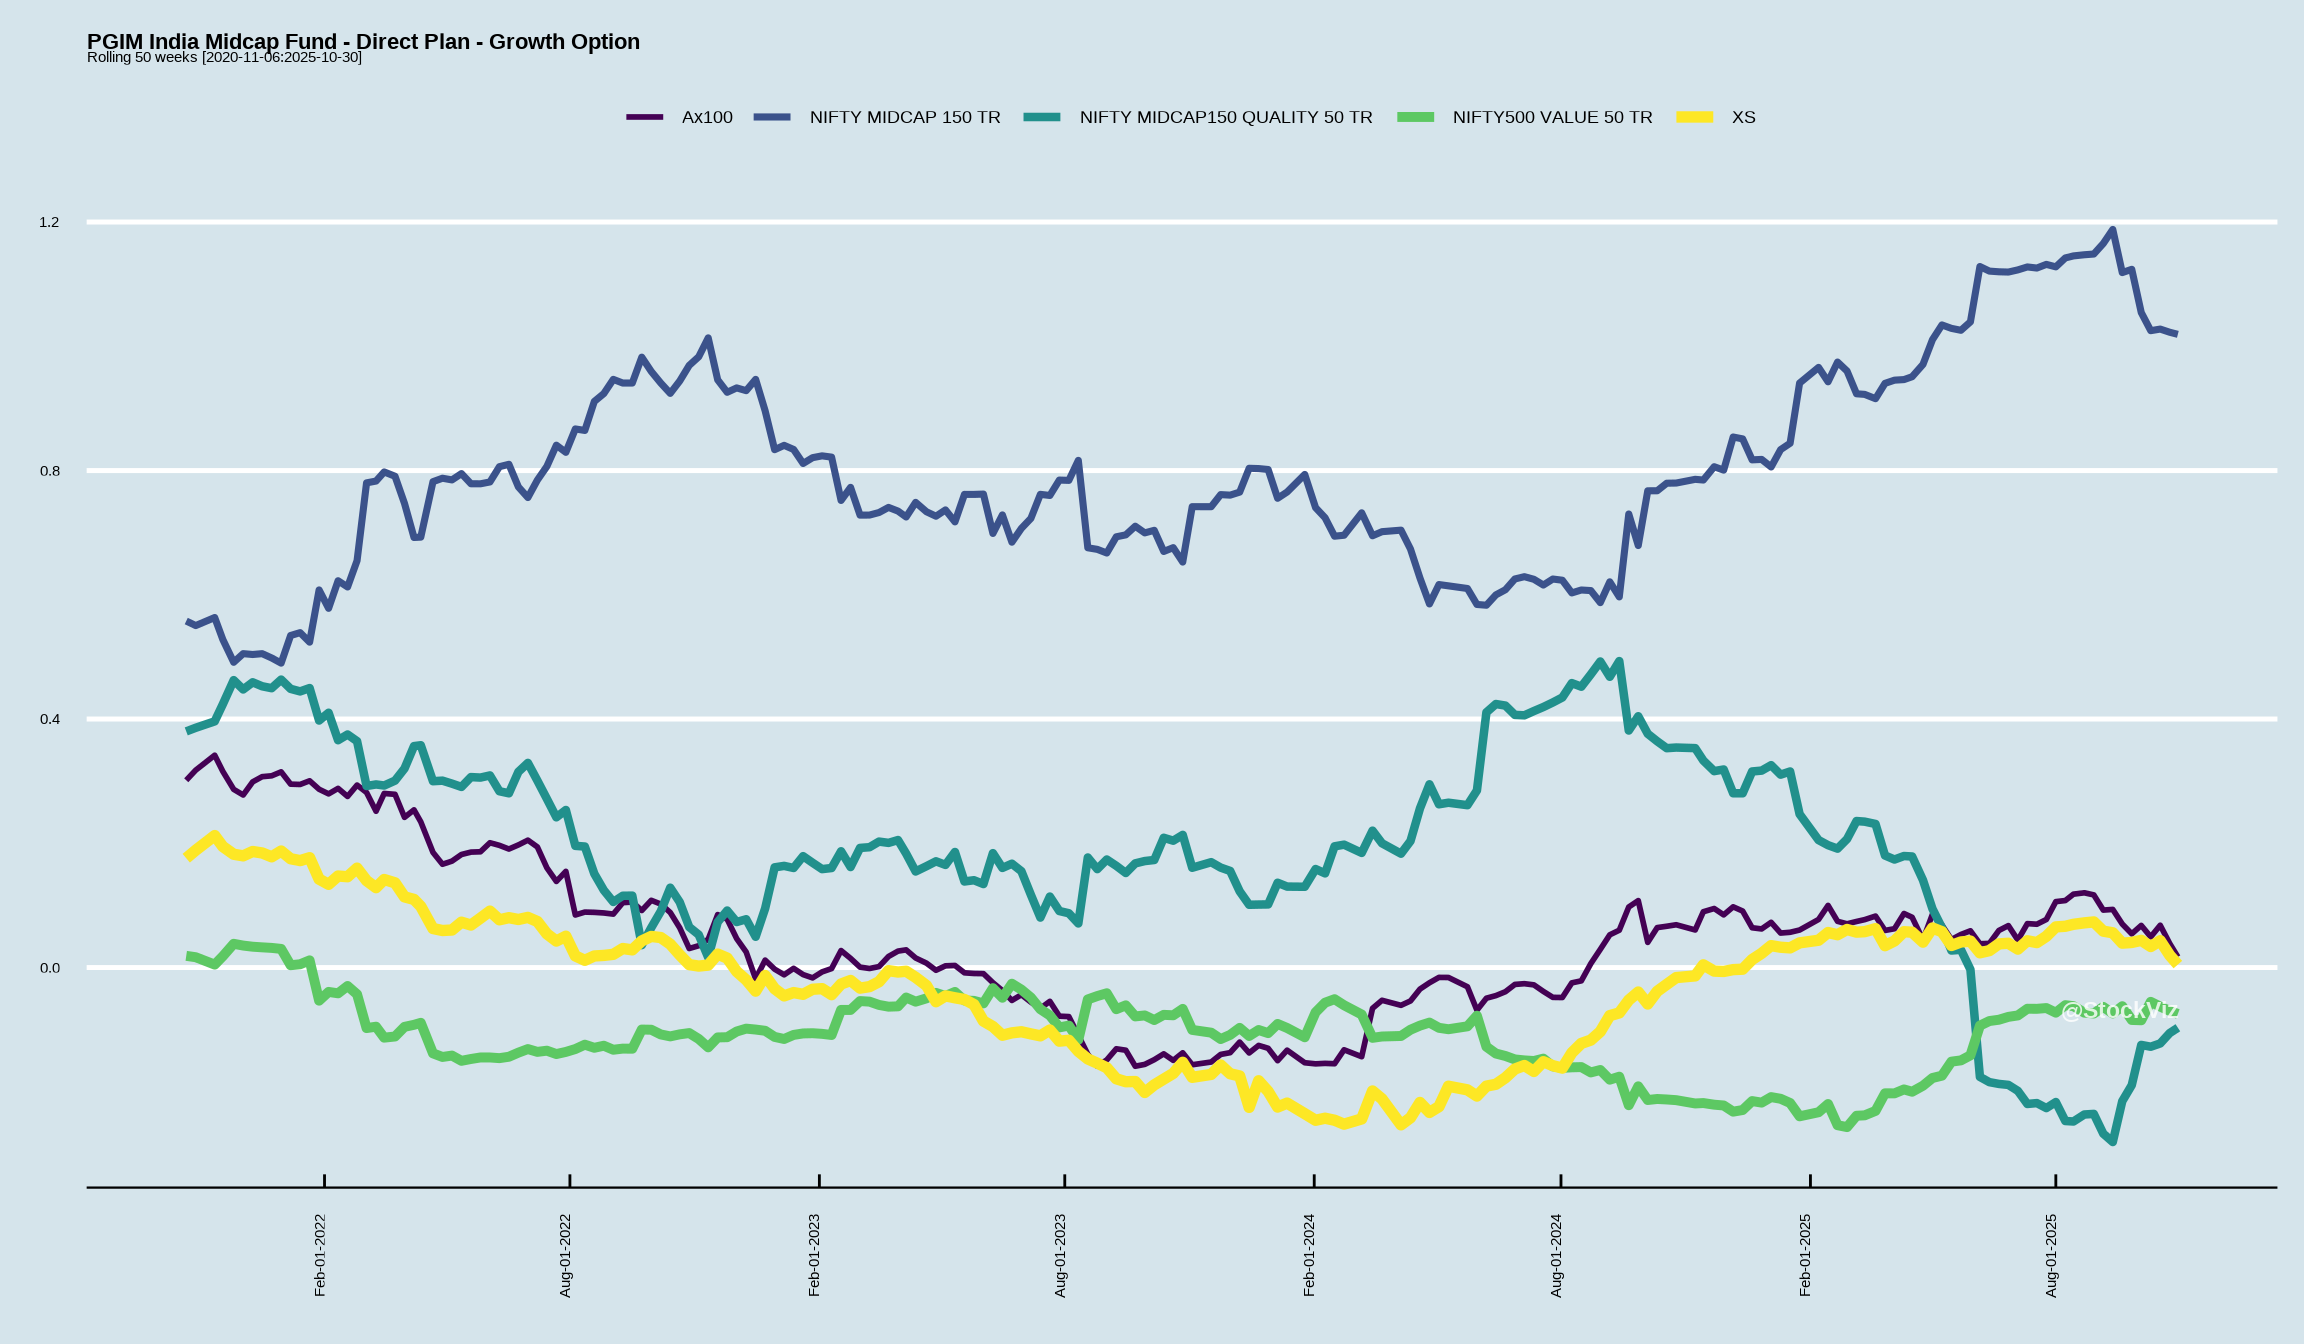 PGIM India Midcap Fund - Direct Plan - Growth Option
Rolling 50 weeks [2020-11-06:2025-10-30]
Ax100 NIFTY MIDCAP 150 TR NIFTY MIDCAP150 QUALITY 50 TR NIFTY500 VALUE 50 TR XS
1.2
0.8
0.4
0.0
@StockViz
Feb-01-2022
Aug-01-2022
Feb-01-2023
Aug-01-2023
Feb-01-2024
Aug-01-2024
Feb-01-2025
Aug-01-2025